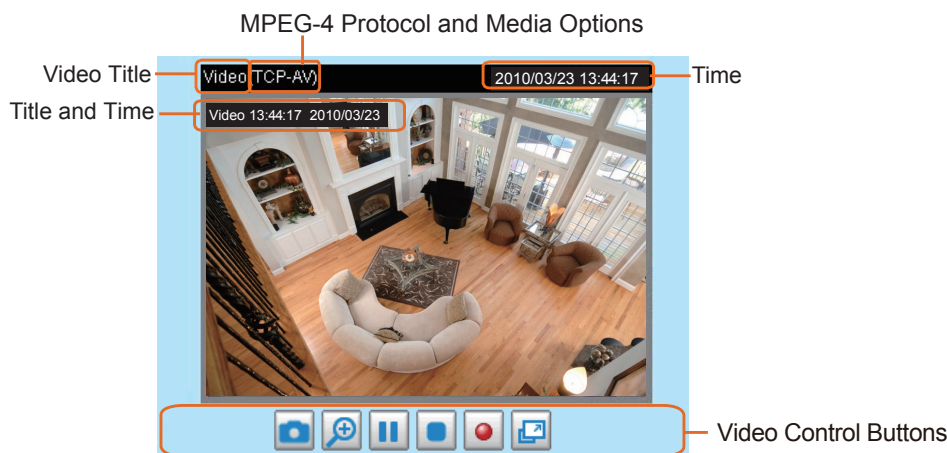 MPEG-4 Protocol and Media Options
Video Title
Video (TCP-AV)
2010/03/23 13:44:17
Time
Title and Time
Video 13:44:17 2010/03/23
Video Control Buttons